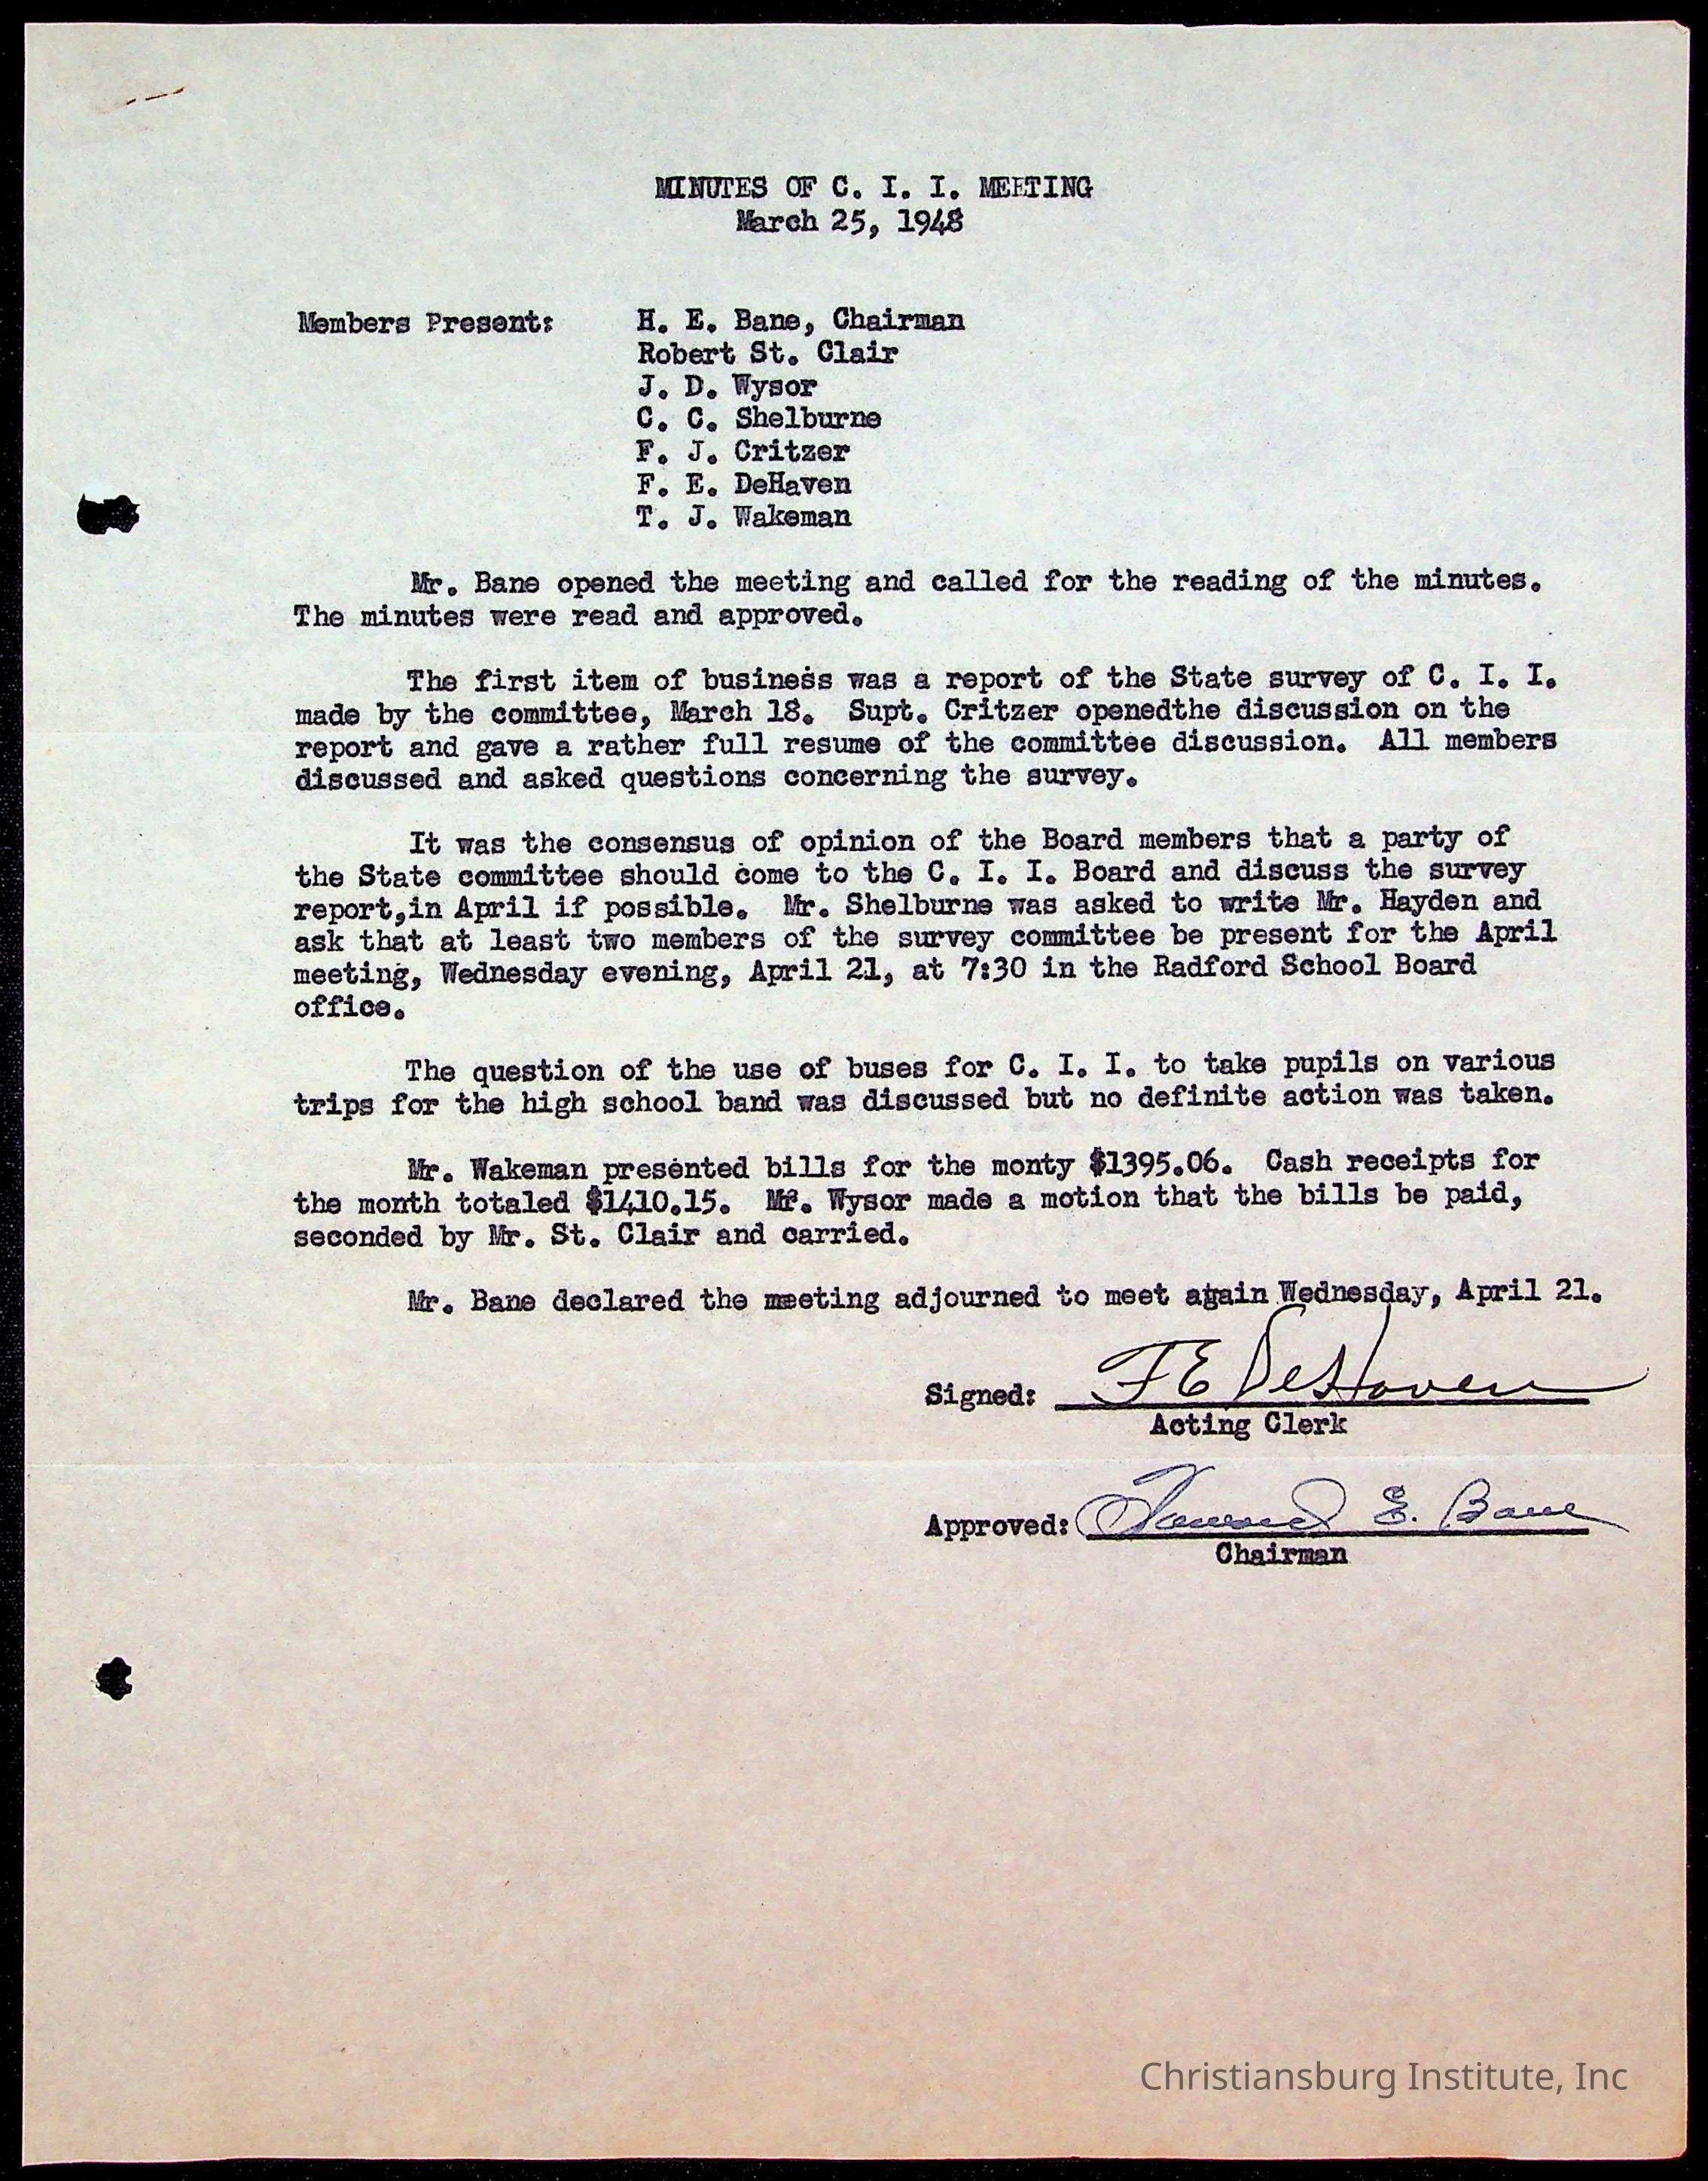 MINUTES OF C. I. I. MEETING
March 25, 1948
Members Present: H. E. Bane, Chairman
Robert St. Clair
J. D. Wysor
C. C. Shelburne
F. J. Critzer
F. E. DeHaven
T. J. Wakeman
Mr. Bane opened the meeting and called for the reading of the minutes.
The minutes were read and approved.
The first item of business was a report of the State survey of C. I. I.
made by the committee, March 18. Supt. Critzer openedthe discussion on the
report and gave a rather full resume of the committee discussion. All members
discussed and asked questions concerning the survey.
It was the consensus of opinion of the Board members that a party of
the State committee should come to the C. I. I. Board and discuss the survey
report,in April if possible. Mr. Shelburne was asked to write Mr. Hayden and
ask that at least two members of the survey committee be present for the April
meeting, Wednesday evening, April 21, at 7:30 in the Radford School Board
office.
The question of the use of buses for C. I. I. to take pupils on various
trips for the high school band was discussed but no definite action was taken.
Mr. Wakeman presented bills for the monty $1395.06. Cash receipts for
the month totaled $1410.15. Mr. Wysor made a motion that the bills be paid,
seconded by Mr. St. Clair and carried.
Mr. Bane declared the meeting adjourned to meet again Wednesday, April 21.
Signed: F E DeHaven
Acting Clerk
Approved: Howard E. Bane
Chairman
Christiansburg Institute, Inc